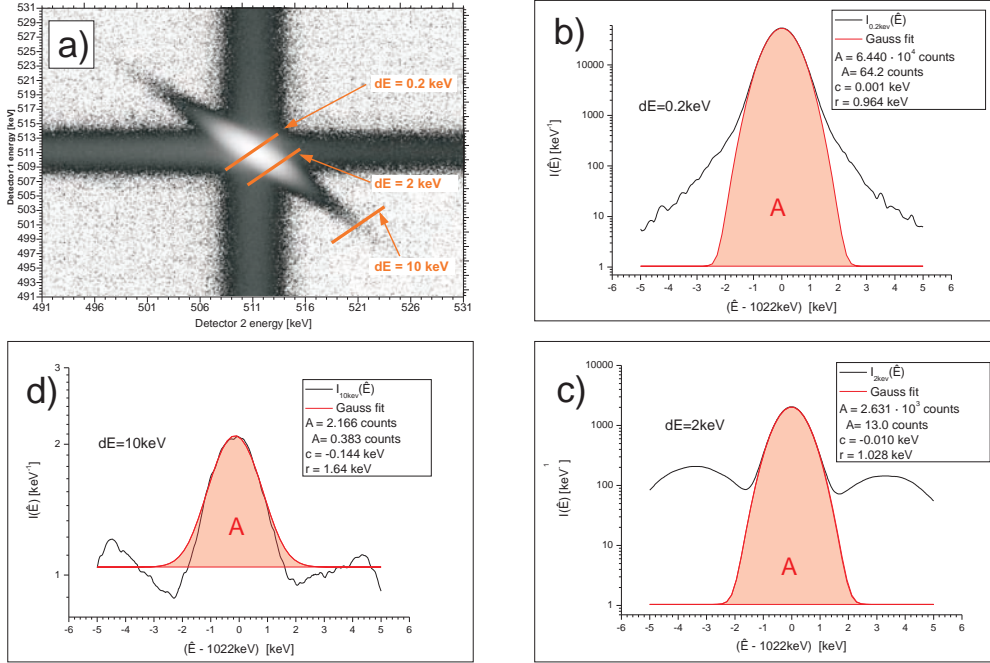 a)
531
529
527
525
523
521
519
517
515
513
511
509
507
505
503
501
499
497
495
493
491
Detector 1 energy [keV]
dE = 0.2 keV
dE = 2 keV
dE = 10 keV
491 496 501 506 511 516 521 526 531
Detector 2 energy [keV]
b)
10000
1000
100
10
1
I(Ê) [keV⁻¹]
dE=0.2keV
I0.2kev(Ê)
Gauss fit
A = 6.440 · 10⁴ counts
A= 64.2 counts
c = 0.001 keV
r = 0.964 keV
A
-6 -5 -4 -3 -2 -1 0 1 2 3 4 5 6
(Ê - 1022keV) [keV]
d)
3
2
1
I(Ê) [keV⁻¹]
dE=10keV
I10kev(Ê)
Gauss fit
A = 2.166 counts
A = 0.383 counts
c = -0.144 keV
r = 1.64 keV
A
-6 -5 -4 -3 -2 -1 0 1 2 3 4 5 6
(Ê - 1022keV) [keV]
c)
10000
1000
100
10
1
I(Ê) [keV⁻¹]
dE=2keV
I2kev(Ê)
Gauss fit
A = 2.631 · 10³ counts
A= 13.0 counts
c = -0.010 keV
r = 1.028 keV
A
-6 -5 -4 -3 -2 -1 0 1 2 3 4 5 6
(Ê - 1022keV) [keV]